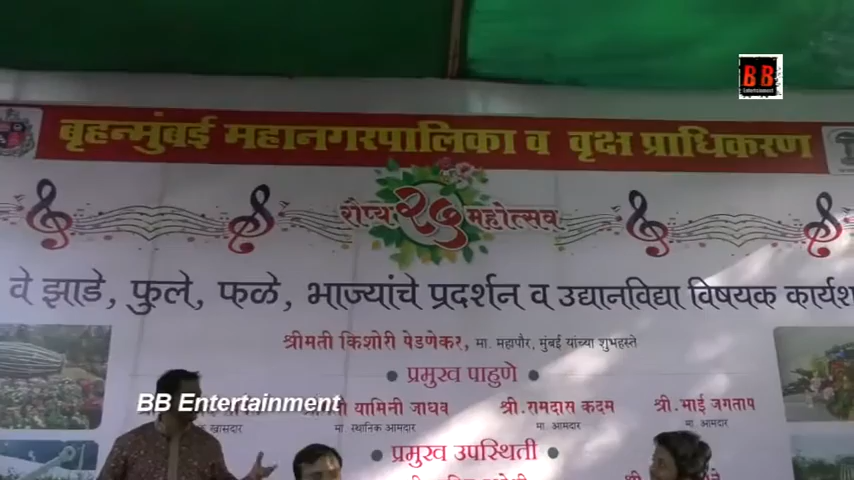 BB
Entertainment
बृहन्मुंबई महानगरपालिका व वृक्ष प्राधिकरण
रौप्य २५ महोत्सव
वे झाडे, फुले, फळे, भाज्यांचे प्रदर्शन व उद्यानविद्या विषयक कार्यश
श्रीमती किशोरी पेडणेकर, मा. महापौर, मुंबई यांच्या शुभहस्ते
• प्रमुख पाहुणे •
BB Entertainment
यामिनी जाधव श्री.रामदास कदम श्री.भाई जगताप
मा. स्थानिक आमदार मा. आमदार मा. आमदार
• प्रमुख उपस्थिती •